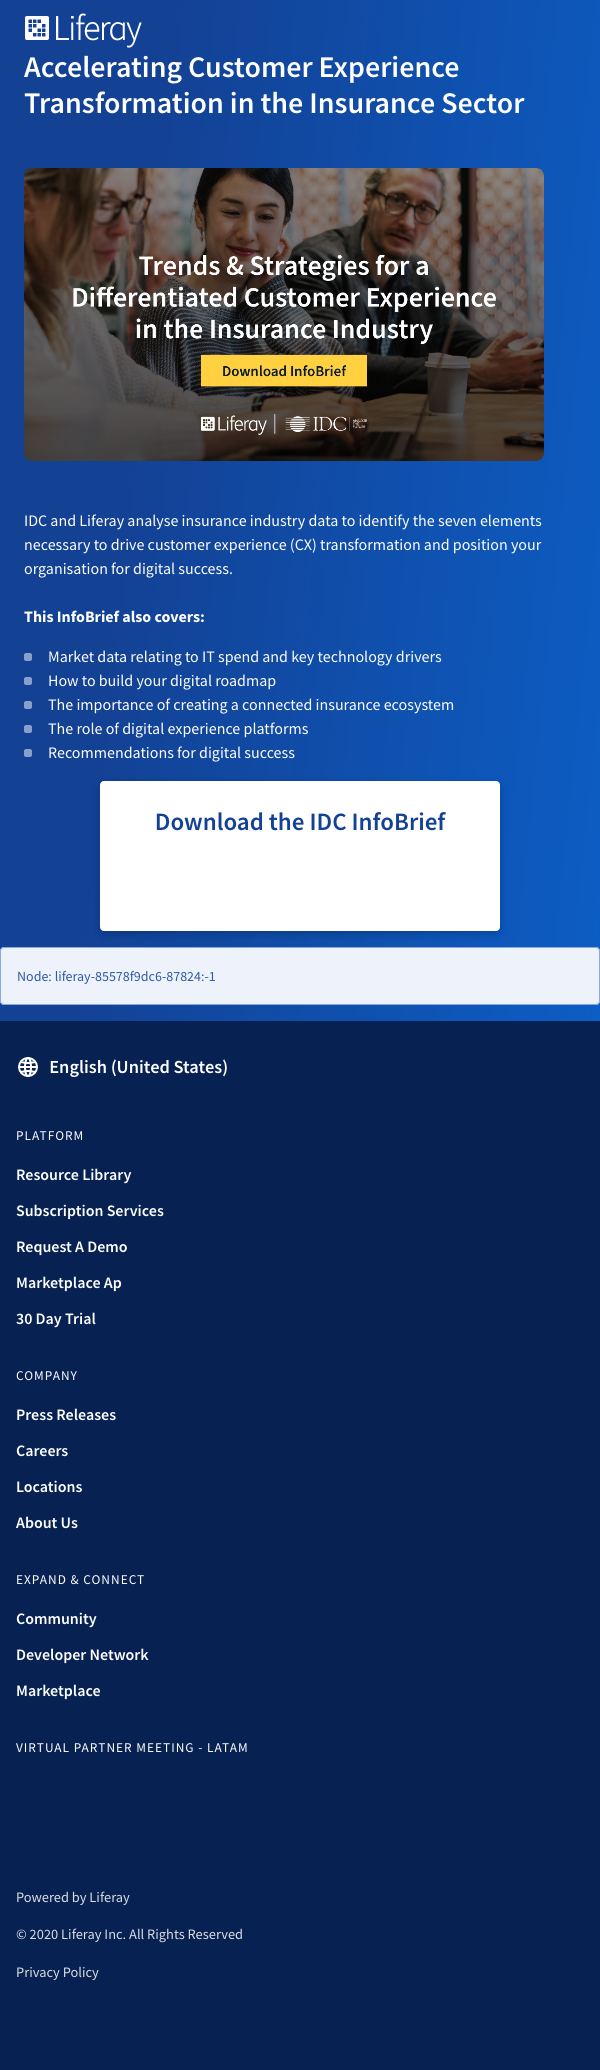 Liferay
Accelerating Customer Experience
Transformation in the Insurance Sector
Trends & Strategies for a
Differentiated Customer Experience
in the Insurance Industry
Download InfoBrief
Liferay | IDC
IDC and Liferay analyse insurance industry data to identify the seven elements
necessary to drive customer experience (CX) transformation and position your
organisation for digital success.
This InfoBrief also covers:
Market data relating to IT spend and key technology drivers
How to build your digital roadmap
The importance of creating a connected insurance ecosystem
The role of digital experience platforms
Recommendations for digital success
Download the IDC InfoBrief
Node: liferay-85578f9dc6-87824:-1
English (United States)
PLATFORM
Resource Library
Subscription Services
Request A Demo
Marketplace Ap
30 Day Trial
COMPANY
Press Releases
Careers
Locations
About Us
EXPAND & CONNECT
Community
Developer Network
Marketplace
VIRTUAL PARTNER MEETING - LATAM
Powered by Liferay
© 2020 Liferay Inc. All Rights Reserved
Privacy Policy